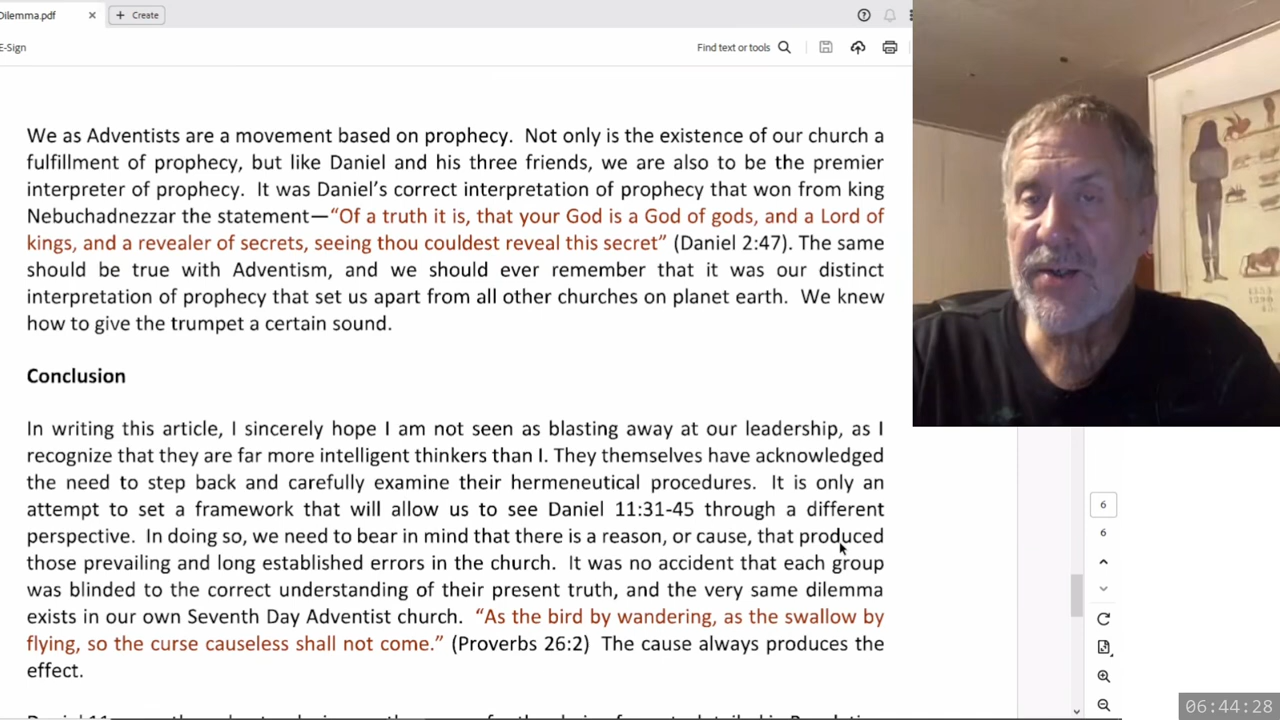 Dilemma.pdf
Create
E-Sign
Find text or tools
We as Adventists are a movement based on prophecy. Not only is the existence of our church a
fulfillment of prophecy, but like Daniel and his three friends, we are also to be the premier
interpreter of prophecy. It was Daniel's correct interpretation of prophecy that won from king
Nebuchadnezzar the statement—"Of a truth it is, that your God is a God of gods, and a Lord of
kings, and a revealer of secrets, seeing thou couldest reveal this secret" (Daniel 2:47). The same
should be true with Adventism, and we should ever remember that it was our distinct
interpretation of prophecy that set us apart from all other churches on planet earth. We knew
how to give the trumpet a certain sound.
Conclusion
In writing this article, I sincerely hope I am not seen as blasting away at our leadership, as I
recognize that they are far more intelligent thinkers than I. They themselves have acknowledged
the need to step back and carefully examine their hermeneutical procedures. It is only an
attempt to set a framework that will allow us to see Daniel 11:31-45 through a different
perspective. In doing so, we need to bear in mind that there is a reason, or cause, that produced
those prevailing and long established errors in the church. It was no accident that each group
was blinded to the correct understanding of their present truth, and the very same dilemma
exists in our own Seventh Day Adventist church. "As the bird by wandering, as the swallow by
flying, so the curse causeless shall not come." (Proverbs 26:2) The cause always produces the
effect.
6
6
06:44:28